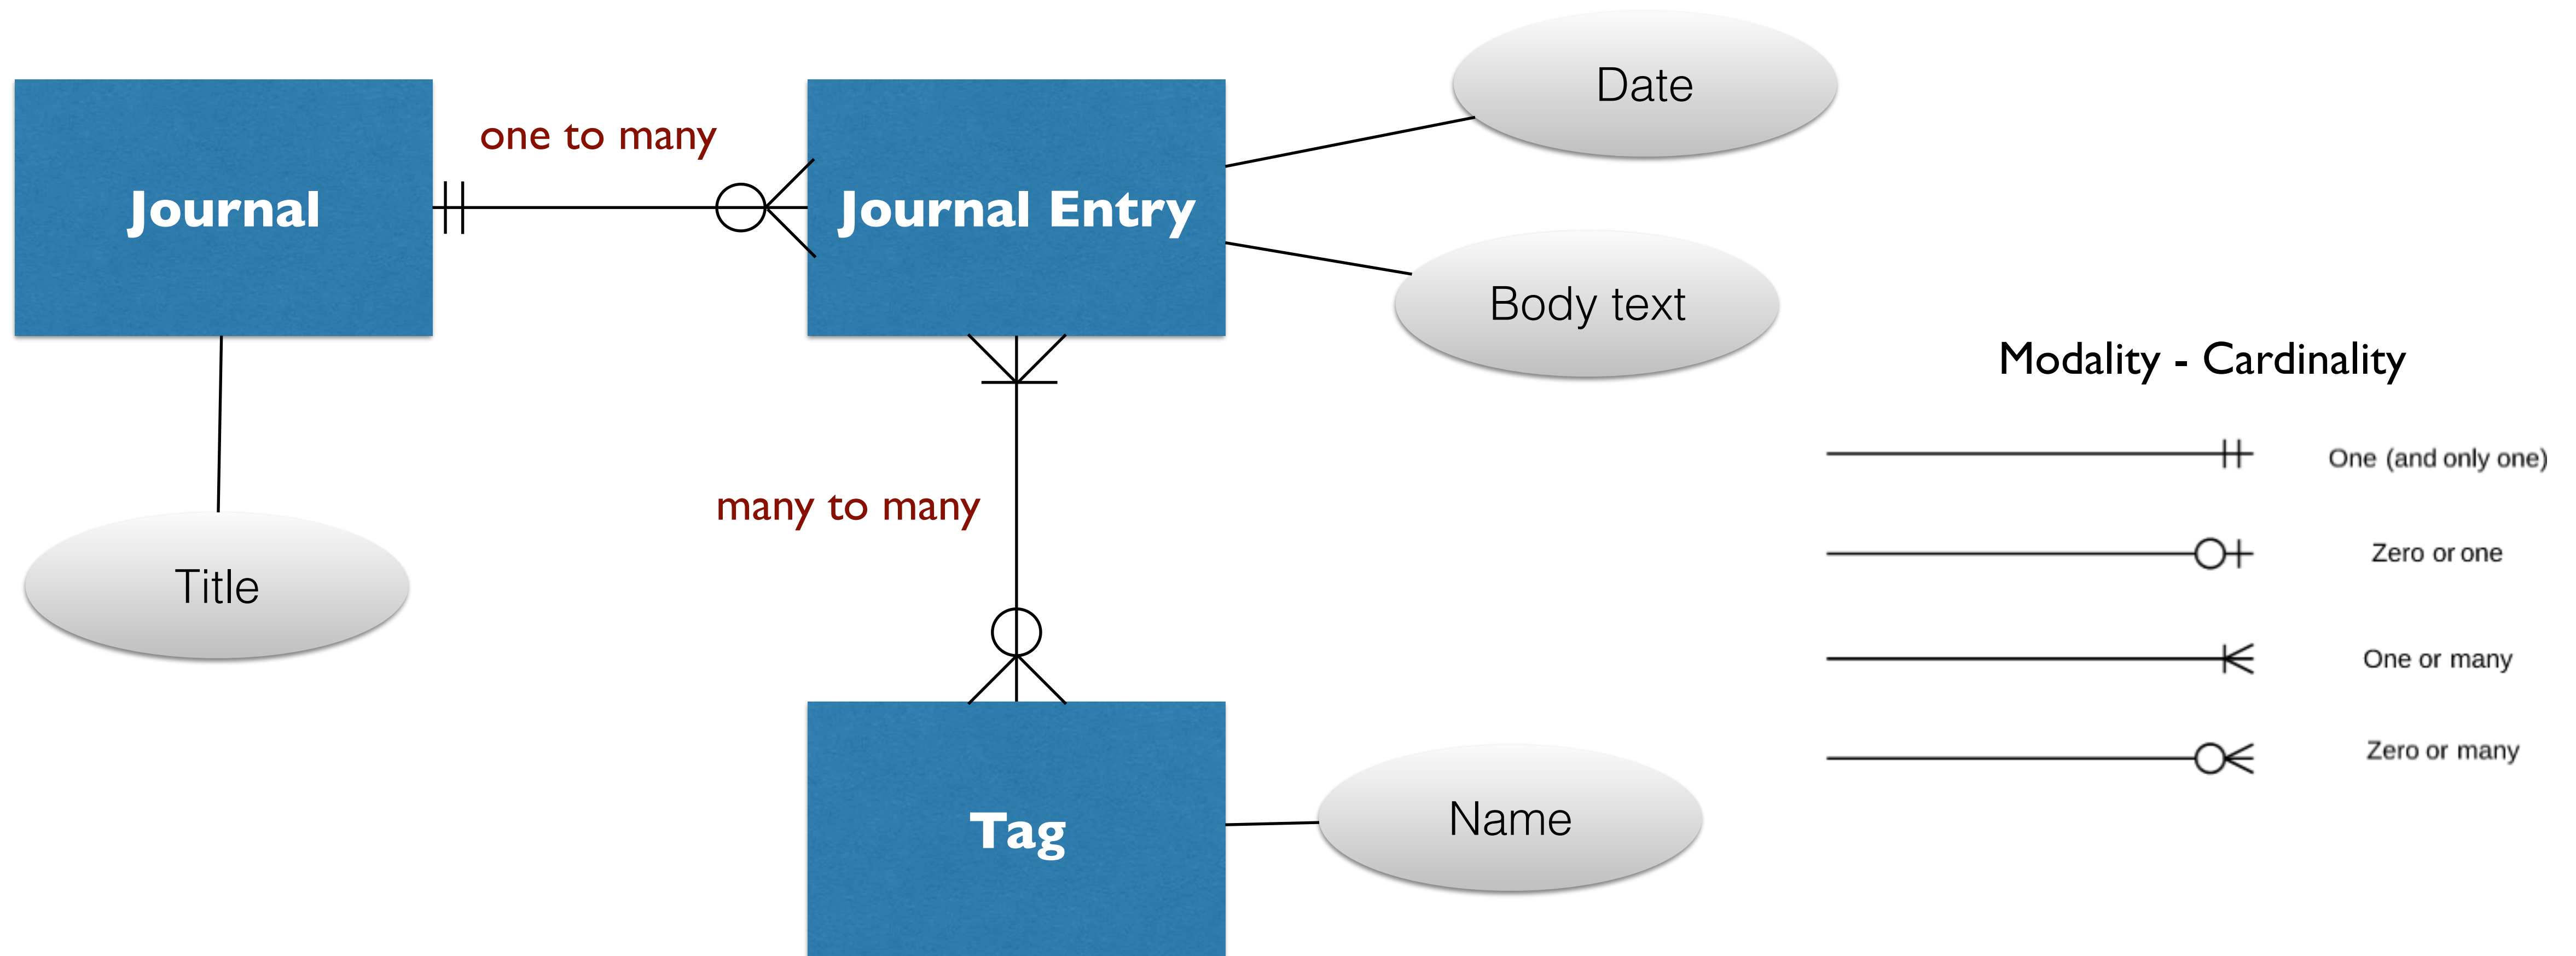 Date
one to many
Journal
Journal Entry
Body text
Modality - Cardinality
One (and only one)
many to many
Zero or one
Title
One or many
Zero or many
Name
Tag